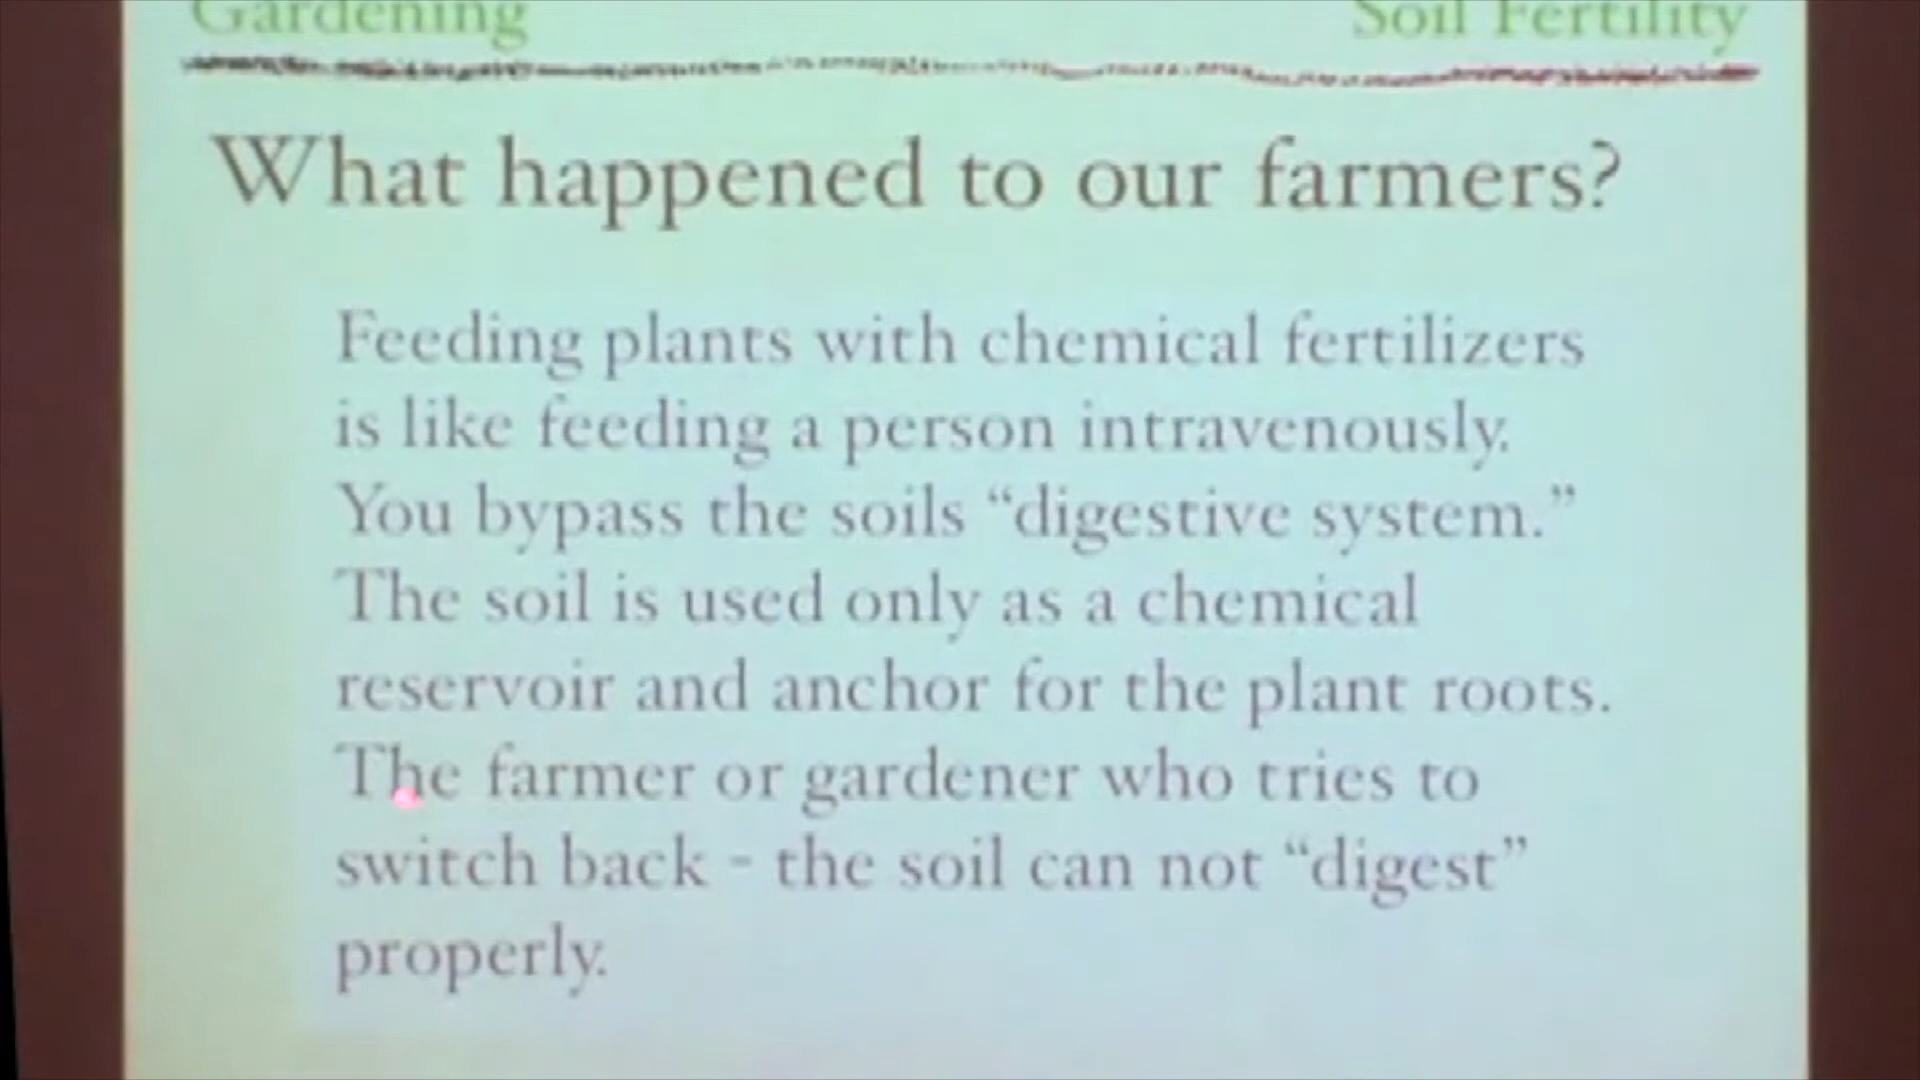 Gardening Soil Fertility
What happened to our farmers?
Feeding plants with chemical fertilizers
is like feeding a person intravenously.
You bypass the soils “digestive system.”
The soil is used only as a chemical
reservoir and anchor for the plant roots.
The farmer or gardener who tries to
switch back - the soil can not “digest”
properly.